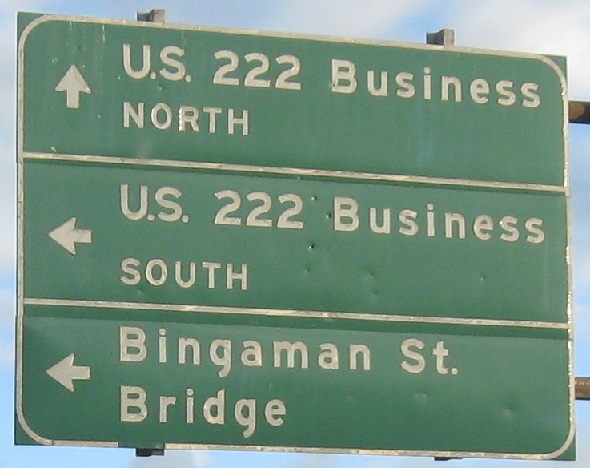 U.S. 222 Business
NORTH
U.S. 222 Business
SOUTH
Bingaman St.
Bridge